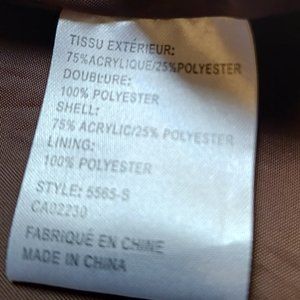 TISSU EXTÉRIEUR:
75%ACRYLIQUE/25%POLYESTER
DOUBLURE:
100% POLYESTER
SHELL:
75% ACRYLIC/25% POLYESTER
LINING:
100% POLYESTER
STYLE: 5565-S
CA02230
FABRIQUÉ EN CHINE
MADE IN CHINA